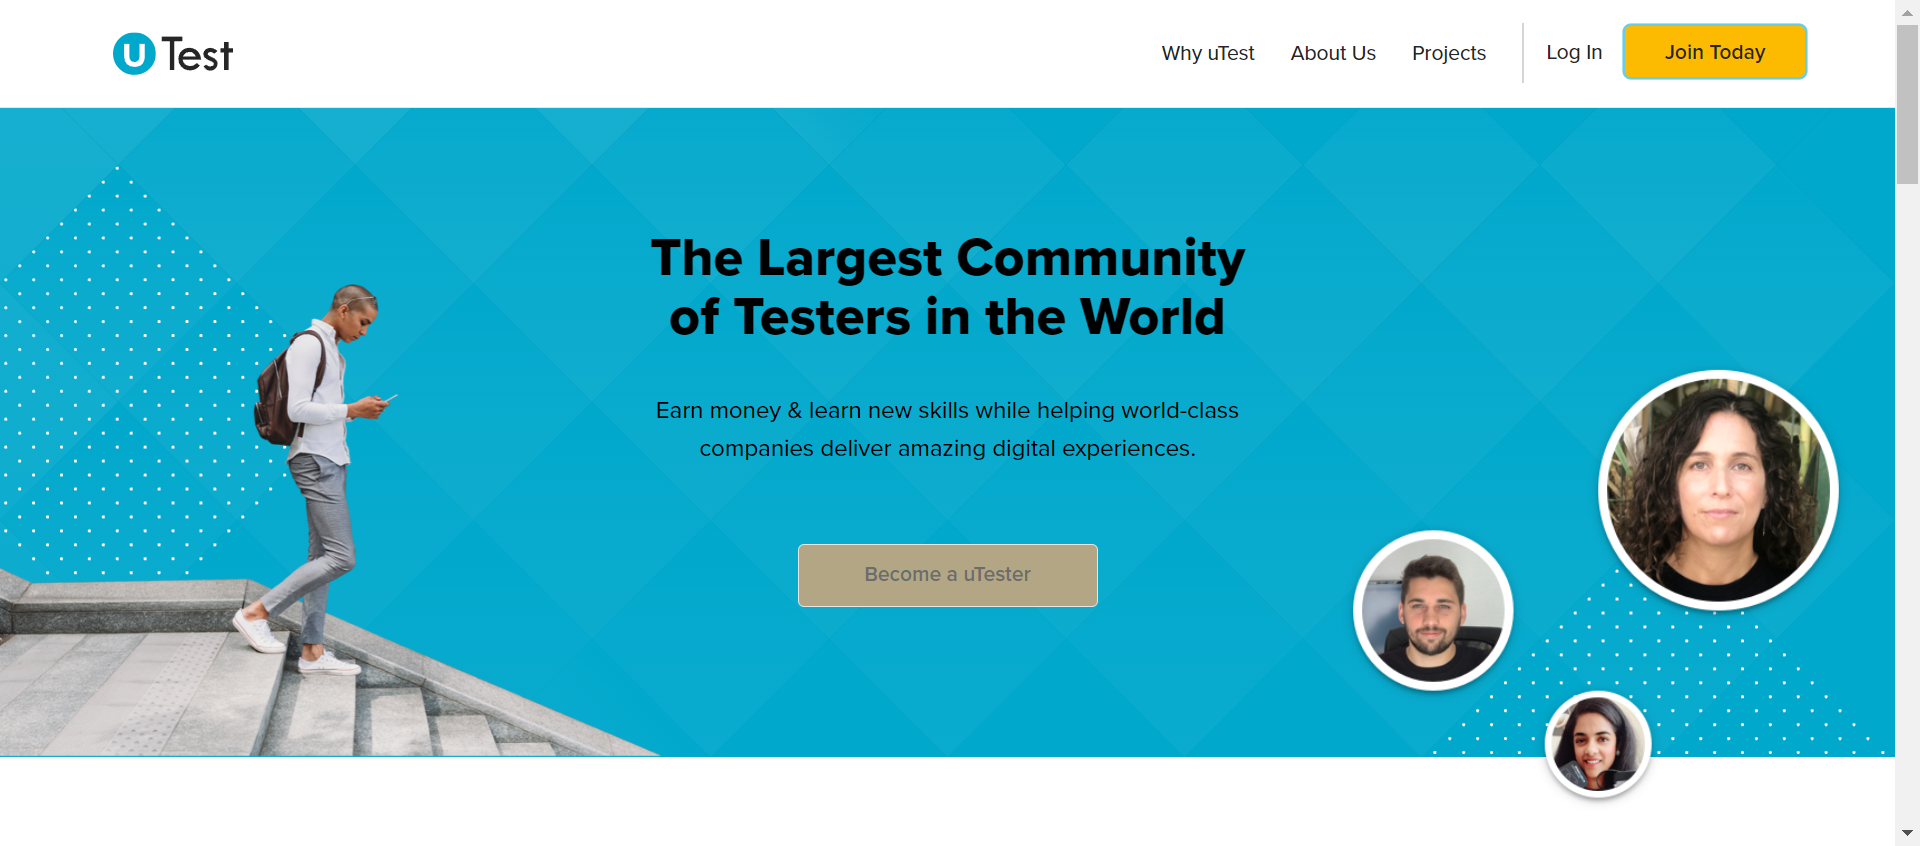 uTest
Why uTest
About Us
Projects
Log In
Join Today
The Largest Community
of Testers in the World
Earn money & learn new skills while helping world-class
companies deliver amazing digital experiences.
Become a uTester